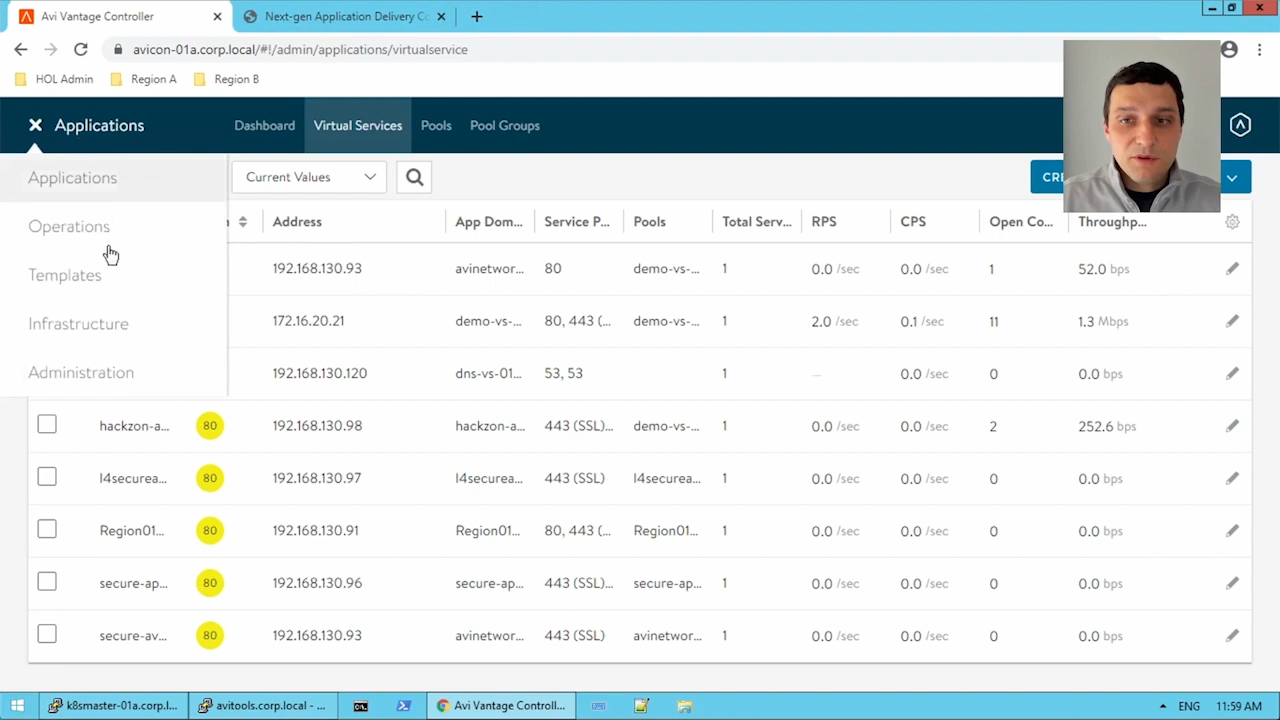 Avi Vantage Controller
Next-gen Application Delivery Co
avicon-01a.corp.local/#!/admin/applications/virtualservice
HOL Admin Region A Region B
Applications Dashboard Virtual Services Pools Pool Groups
Applications
Operations
Templates
Infrastructure
Administration
Current Values CRE
Address App Dom... Service P... Pools Total Serv... RPS CPS Open Co... Throughp...
192.168.130.93 avinetwor... 80 demo-vs-... 1 0.0 /sec 0.0 /sec 1 52.0 bps
172.16.20.21 demo-vs-... 80, 443 (... demo-vs-... 1 2.0 /sec 0.1 /sec 11 1.3 Mbps
192.168.130.120 dns-vs-01... 53, 53 1 — 0.0 /sec 0 0.0 bps
hackzon-a... 80 192.168.130.98 hackzon-a... 443 (SSL)... demo-vs-... 1 0.0 /sec 0.0 /sec 2 252.6 bps
l4securea... 80 192.168.130.97 l4securea... 443 (SSL) l4securea... 1 0.0 /sec 0.0 /sec 0 0.0 bps
Region01... 80 192.168.130.91 Region01... 80, 443 (... Region01... 1 0.0 /sec 0.0 /sec 0 0.0 bps
secure-ap... 80 192.168.130.96 secure-ap... 443 (SSL)... secure-ap... 1 0.0 /sec 0.0 /sec 0 0.0 bps
secure-av... 80 192.168.130.93 avinetwor... 443 (SSL) avinetwor... 1 0.0 /sec 0.0 /sec 0 0.0 bps
k8smaster-01a.corp.l... avitools.corp.local - ... Avi Vantage Controll... ENG 11:59 AM